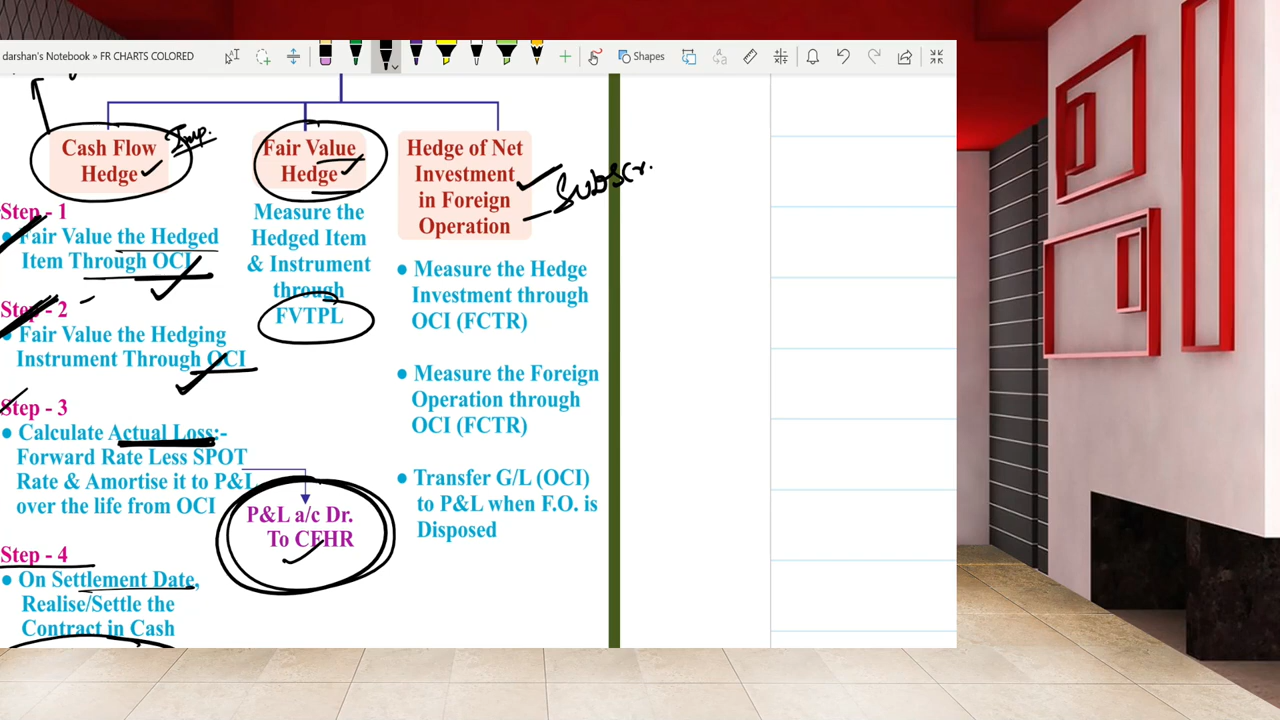 darshan's Notebook » FR CHARTS COLORED
Shapes
Cash Flow
Hedge
Imp.
Step - 1
• Fair Value the Hedged
Item Through OCI
Step - 2
• Fair Value the Hedging
Instrument Through OCI
Step - 3
• Calculate Actual Loss:-
Forward Rate Less SPOT
Rate & Amortise it to P&L
over the life from OCI
P&L a/c Dr.
To CFHR
Step - 4
• On Settlement Date,
Realise/Settle the
Contract in Cash
Fair Value
Hedge
Measure the
Hedged Item
& Instrument
through
FVTPL
Hedge of Net
Investment
in Foreign
Operation
Subscr.
• Measure the Hedge
Investment through
OCI (FCTR)
• Measure the Foreign
Operation through
OCI (FCTR)
• Transfer G/L (OCI)
to P&L when F.O. is
Disposed